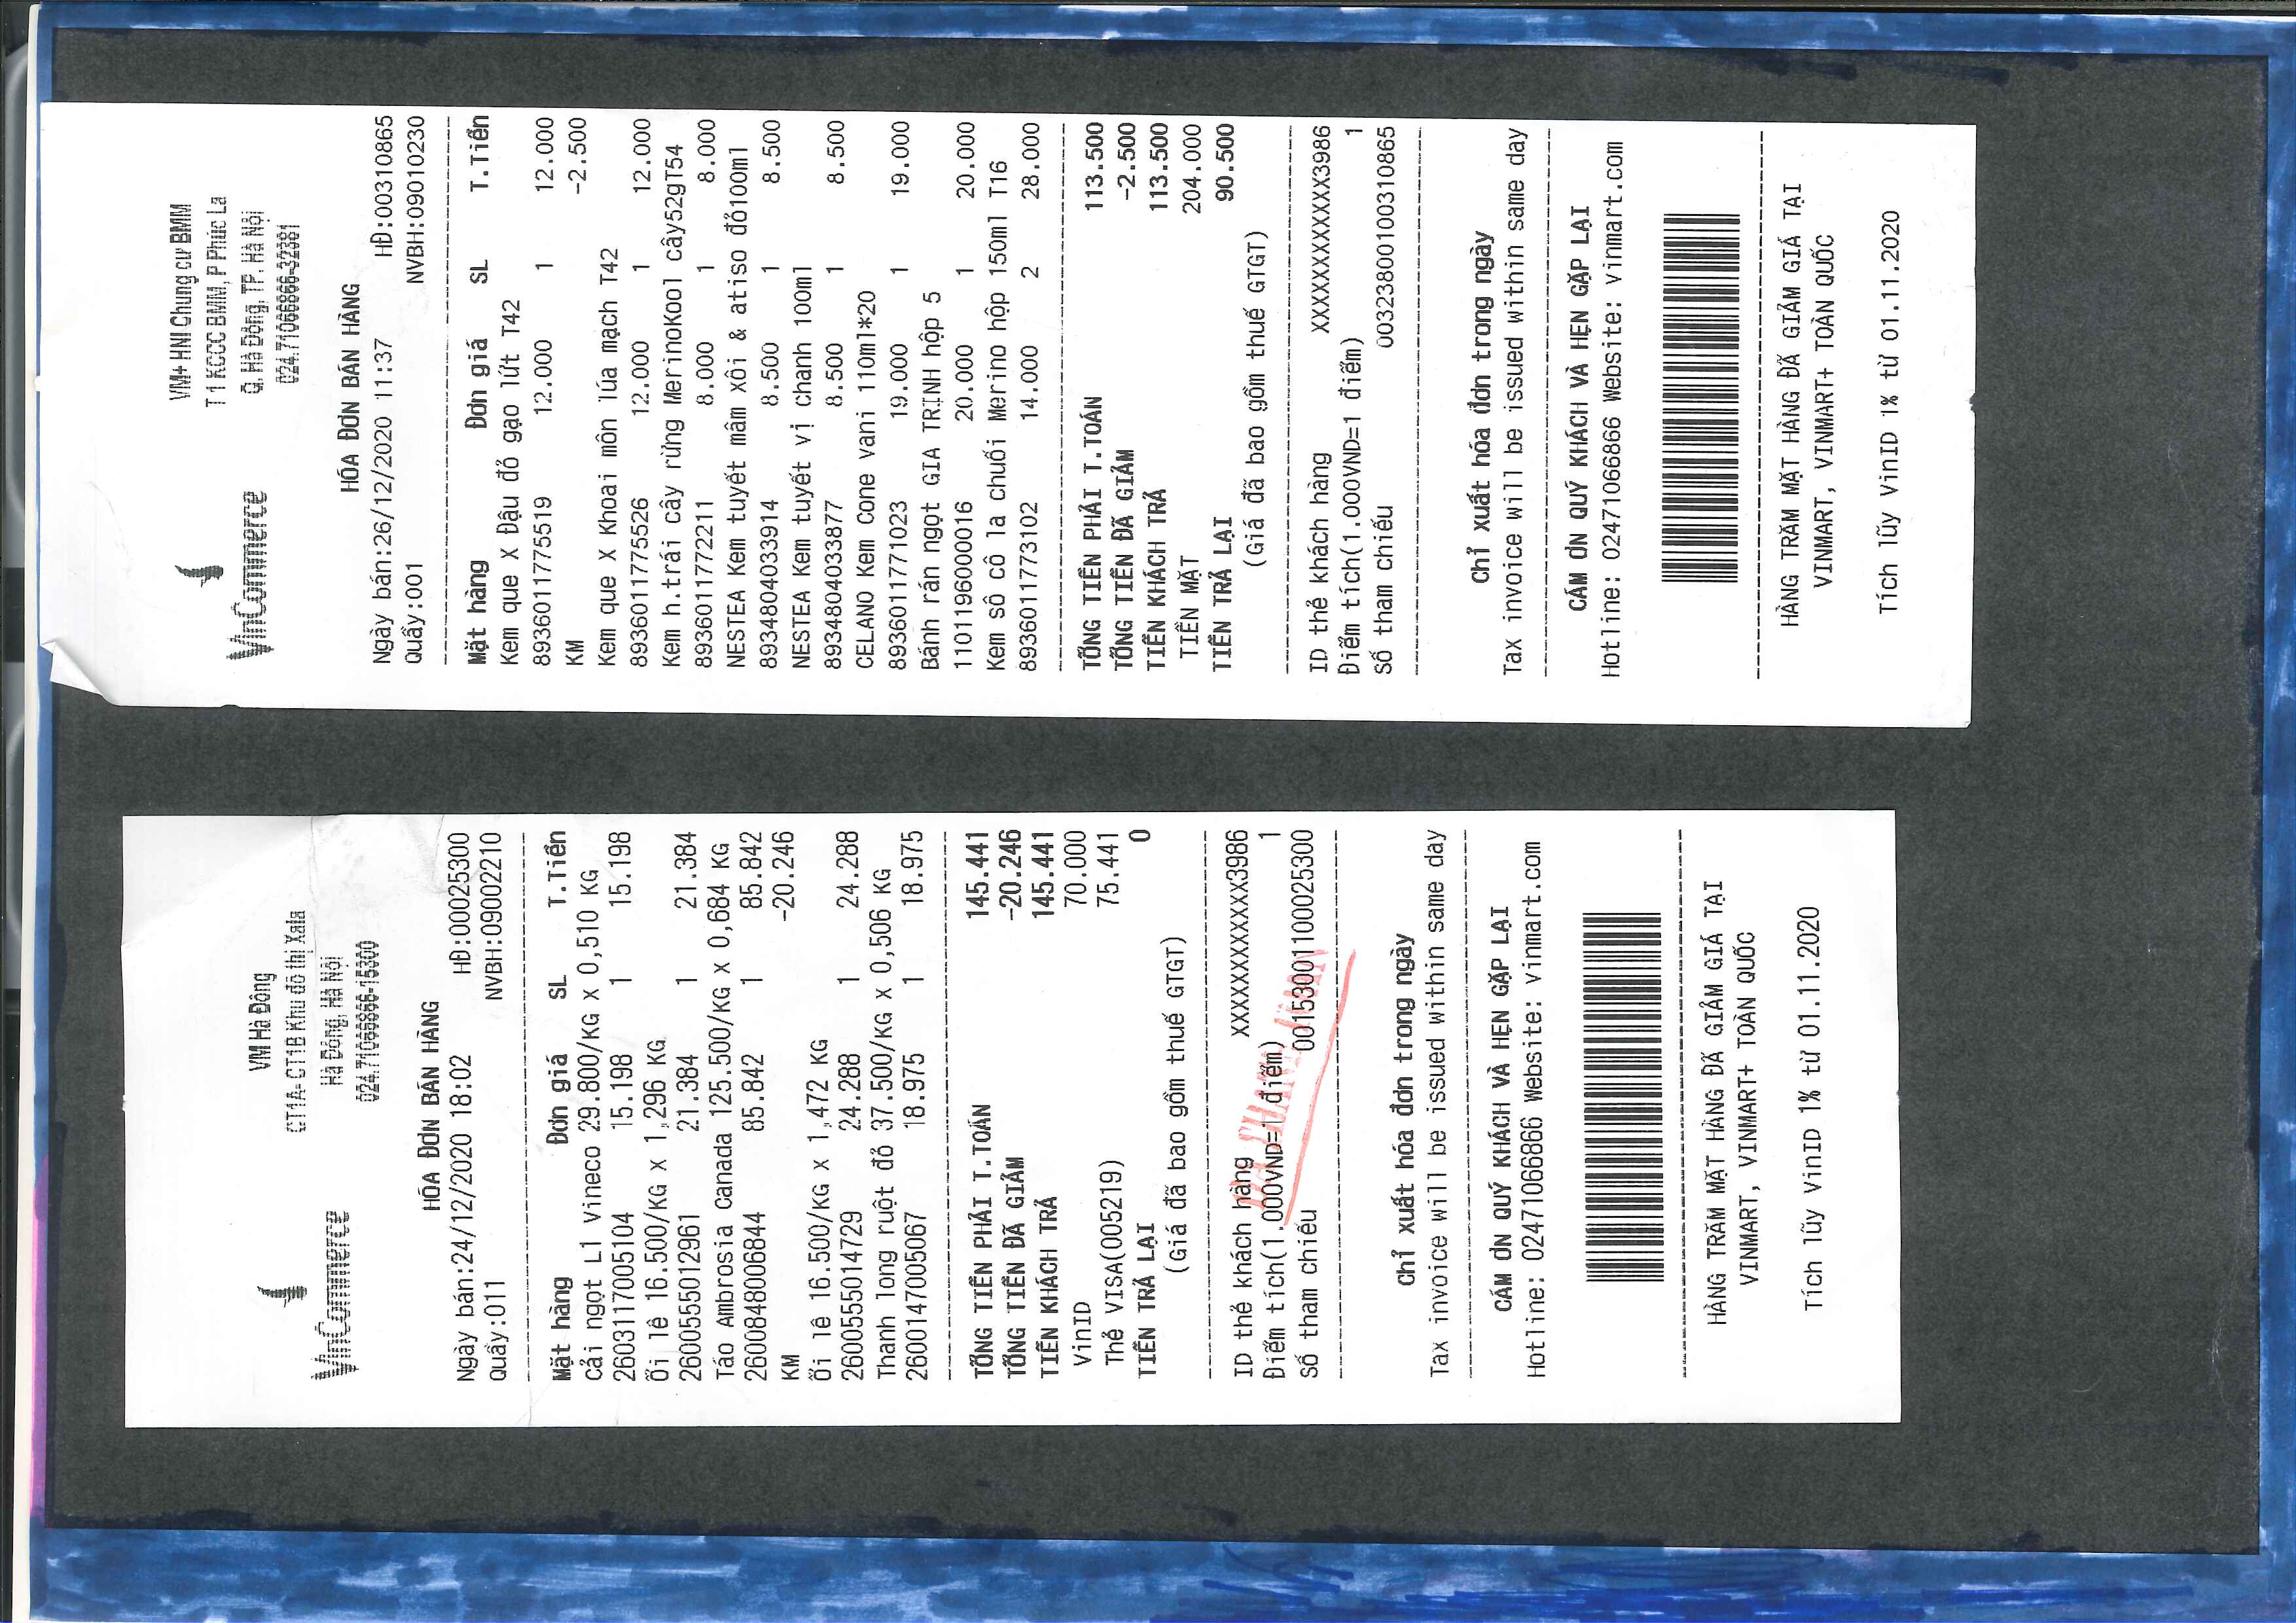 VinCommerce
VM+ HNI Chung cư BMM
T1 KCCC BMM, P Phúc La
Q. Hà Đông, TP. Hà Nội
024.71066866-32381
HÓA ĐƠN BÁN HÀNG
Ngày bán:26/12/2020 11:37 HĐ:00310865
Quầy:001 NVBH:09010230
Mặt hàng Đơn giá SL T.Tiền
Kem que X Đậu đỏ gạo lứt T42
8936011775519 12.000 1 12.000
KM -2.500
Kem que X Khoai môn lúa mạch T42
8936011775526 12.000 1 12.000
Kem h.trái cây rừng MerinoKool cây52gT54
8936011772211 8.000 1 8.000
NESTEA Kem tuyết mâm xôi & atiso đỏ100ml
8934804033914 8.500 1 8.500
NESTEA Kem tuyết vị chanh 100ml
8934804033877 8.500 1 8.500
CELANO Kem Cone vani 110ml*20
8936011771023 19.000 1 19.000
Bánh rán ngọt GIA TRỊNH hộp 5
1101196000016 20.000 1 20.000
Kem sô cô la chuối Merino hộp 150ml T16
8936011773102 14.000 2 28.000
TỔNG TIỀN PHẢI T.TOÁN 113.500
TỔNG TIỀN ĐÃ GIẢM -2.500
TIỀN KHÁCH TRẢ 113.500
TIỀN MẶT 204.000
TIỀN TRẢ LẠI 90.500
(Giá đã bao gồm thuế GTGT)
ID thẻ khách hàng XXXXXXXXXXXX3986
Điểm tích(1.000VND=1 điểm) 1
Số tham chiếu 00323800100310865
Chỉ xuất hóa đơn trong ngày
Tax invoice will be issued within same day
CẢM ƠN QUÝ KHÁCH VÀ HẸN GẶP LẠI
Hotline: 02471066866 Website: vinmart.com
HÀNG TRĂM MẶT HÀNG ĐÃ GIẢM GIÁ TẠI
VINMART, VINMART+ TOÀN QUỐC
Tích lũy VinID 1% từ 01.11.2020
VinCommerce
VM Hà Đông
CT1A- CT1B Khu đô thị Xala
Hà Đông, Hà Nội
024.71066866-15300
HÓA ĐƠN BÁN HÀNG
Ngày bán:24/12/2020 18:02 HĐ:00025300
Quầy:011 NVBH:09002210
Mặt hàng Đơn giá SL T.Tiền
Cải ngọt L1 Vineco 29.800/KG x 0,510 KG
2603117005104 15.198 1 15.198
Ổi lê 16.500/KG x 1,296 KG
2600555012961 21.384 1 21.384
Táo Ambrosia Canada 125.500/KG x 0,684 KG
2600848006844 85.842 1 85.842
KM -20.246
Ổi lê 16.500/KG x 1,472 KG
2600555014729 24.288 1 24.288
Thanh long ruột đỏ 37.500/KG x 0,506 KG
2600147005067 18.975 1 18.975
TỔNG TIỀN PHẢI T.TOÁN 145.441
TỔNG TIỀN ĐÃ GIẢM -20.246
TIỀN KHÁCH TRẢ 145.441
VinID 70.000
Thẻ VISA(005219) 75.441
TIỀN TRẢ LẠI 0
(Giá đã bao gồm thuế GTGT)
ID thẻ khách hàng XXXXXXXXXXXX3986
Điểm tích(1.000VND=1 điểm) 1
Số tham chiếu 00153001100025300
ĐÃ THANH TOÁN
Chỉ xuất hóa đơn trong ngày
Tax invoice will be issued within same day
CẢM ƠN QUÝ KHÁCH VÀ HẸN GẶP LẠI
Hotline: 02471066866 Website: vinmart.com
HÀNG TRĂM MẶT HÀNG ĐÃ GIẢM GIÁ TẠI
VINMART, VINMART+ TOÀN QUỐC
Tích lũy VinID 1% từ 01.11.2020